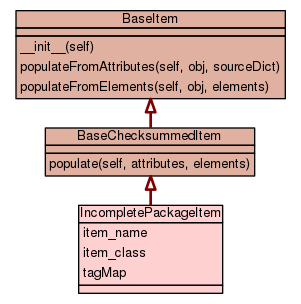 BaseItem
__init__(self)
populateFromAttributes(self, obj, sourceDict)
populateFromElements(self, obj, elements)
BaseChecksummedItem
populate(self, attributes, elements)
IncompletePackageItem
item_name
item_class
tagMap